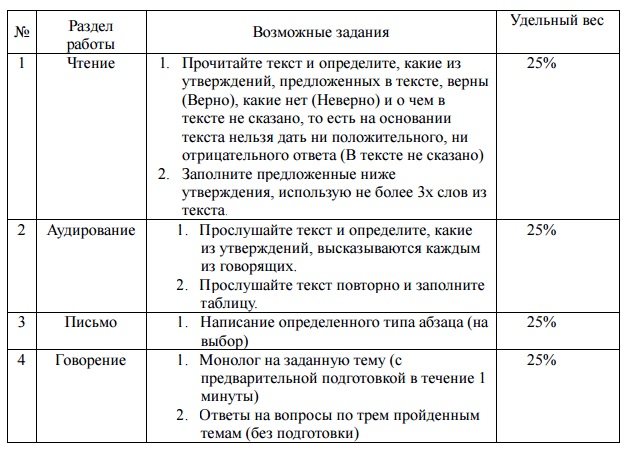 № Раздел работы Возможные задания Удельный вес
1 Чтение 1. Прочитайте текст и определите, какие из 25%
утверждений, предложенных в тексте, верны
(Верно), какие нет (Неверно) и о чем в
тексте не сказано, то есть на основании
текста нельзя дать ни положительного, ни
отрицательного ответа (В тексте не сказано)
2. Заполните предложенные ниже
утверждения, использую не более 3х слов из
текста.
2 Аудирование 1. Прослушайте текст и определите, какие 25%
из утверждений, высказываются каждым
из говорящих.
2. Прослушайте текст повторно и заполните
таблицу.
3 Письмо 1. Написание определенного типа абзаца (на 25%
выбор)
4 Говорение 1. Монолог на заданную тему (с 25%
предварительной подготовкой в течение 1
минуты)
2. Ответы на вопросы по трем пройденным
темам (без подготовки)